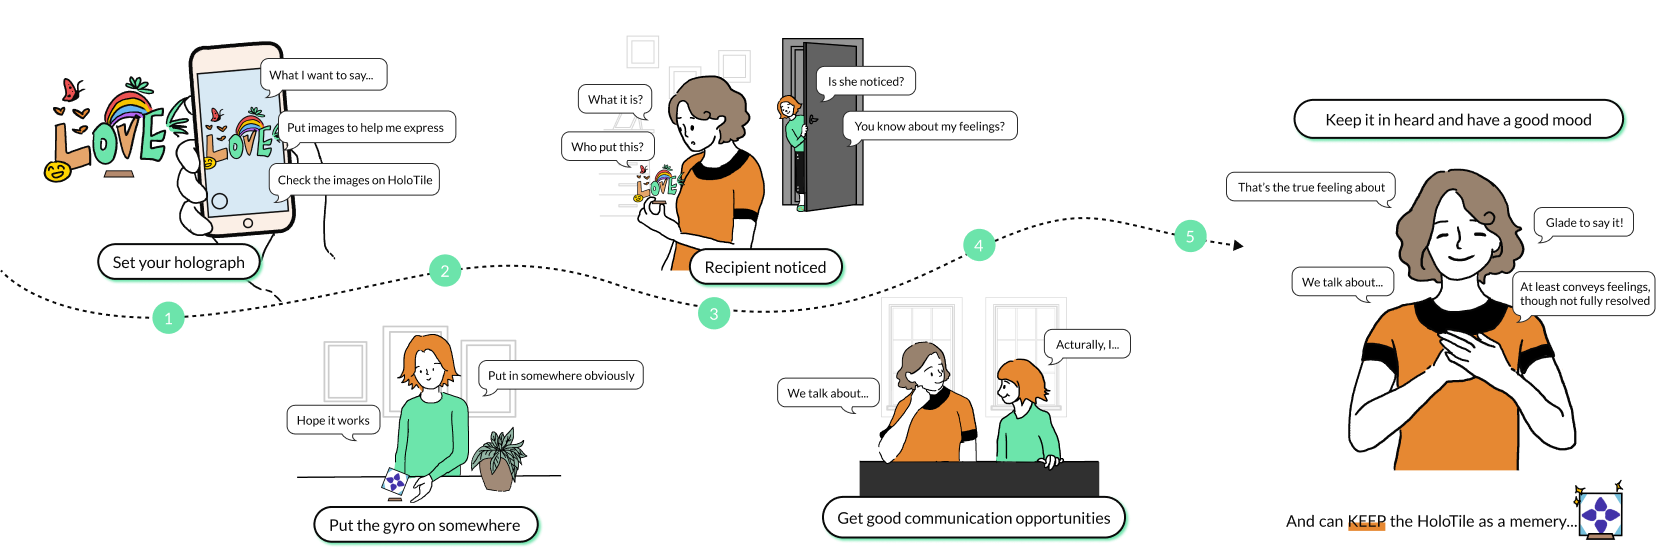 What I want to say...
Put images to help me express
Check the images on HoloTile
LOVE
LOVE
Set your holograph
1
2
Put in somewhere obviously
Hope it works
Put the gyro on somewhere
What it is?
Who put this?
LOVE
Is she noticed?
You know about my feelings?
Recipient noticed
3
4
Acturally, I...
We talk about...
Get good communication opportunities
5
Keep it in heard and have a good mood
That's the true feeling about
Glade to say it!
We talk about...
At least conveys feelings,
though not fully resolved
And can KEEP the HoloTile as a memery...